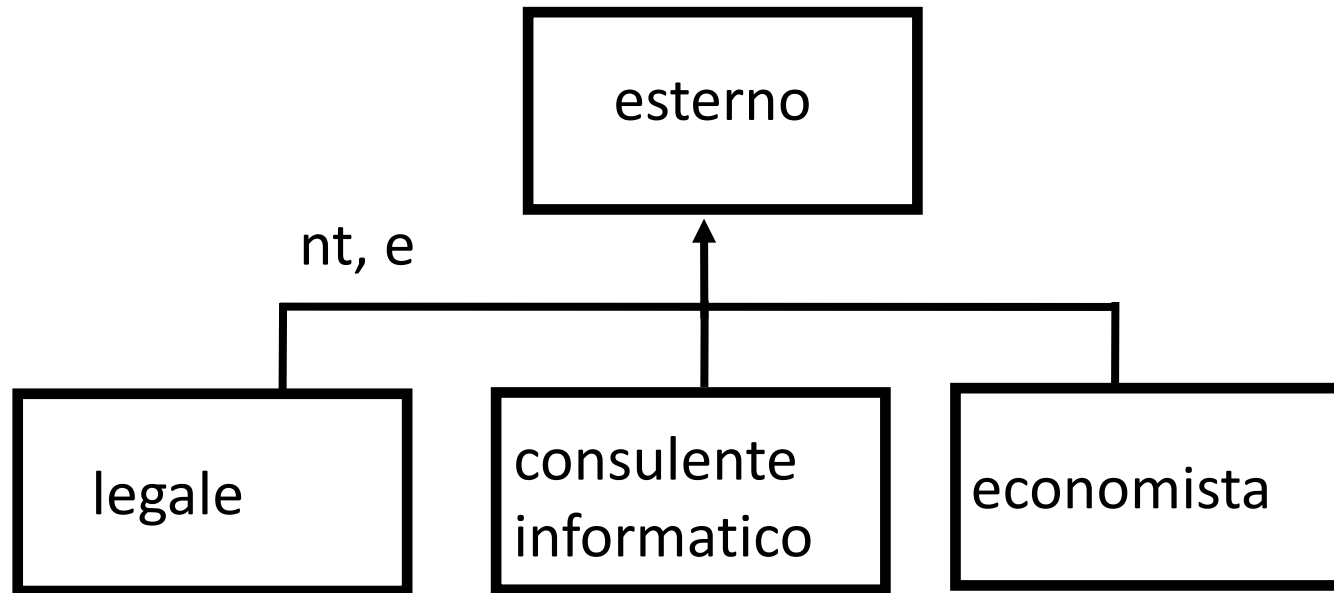 esterno
nt, e
legale
consulente
informatico
economista